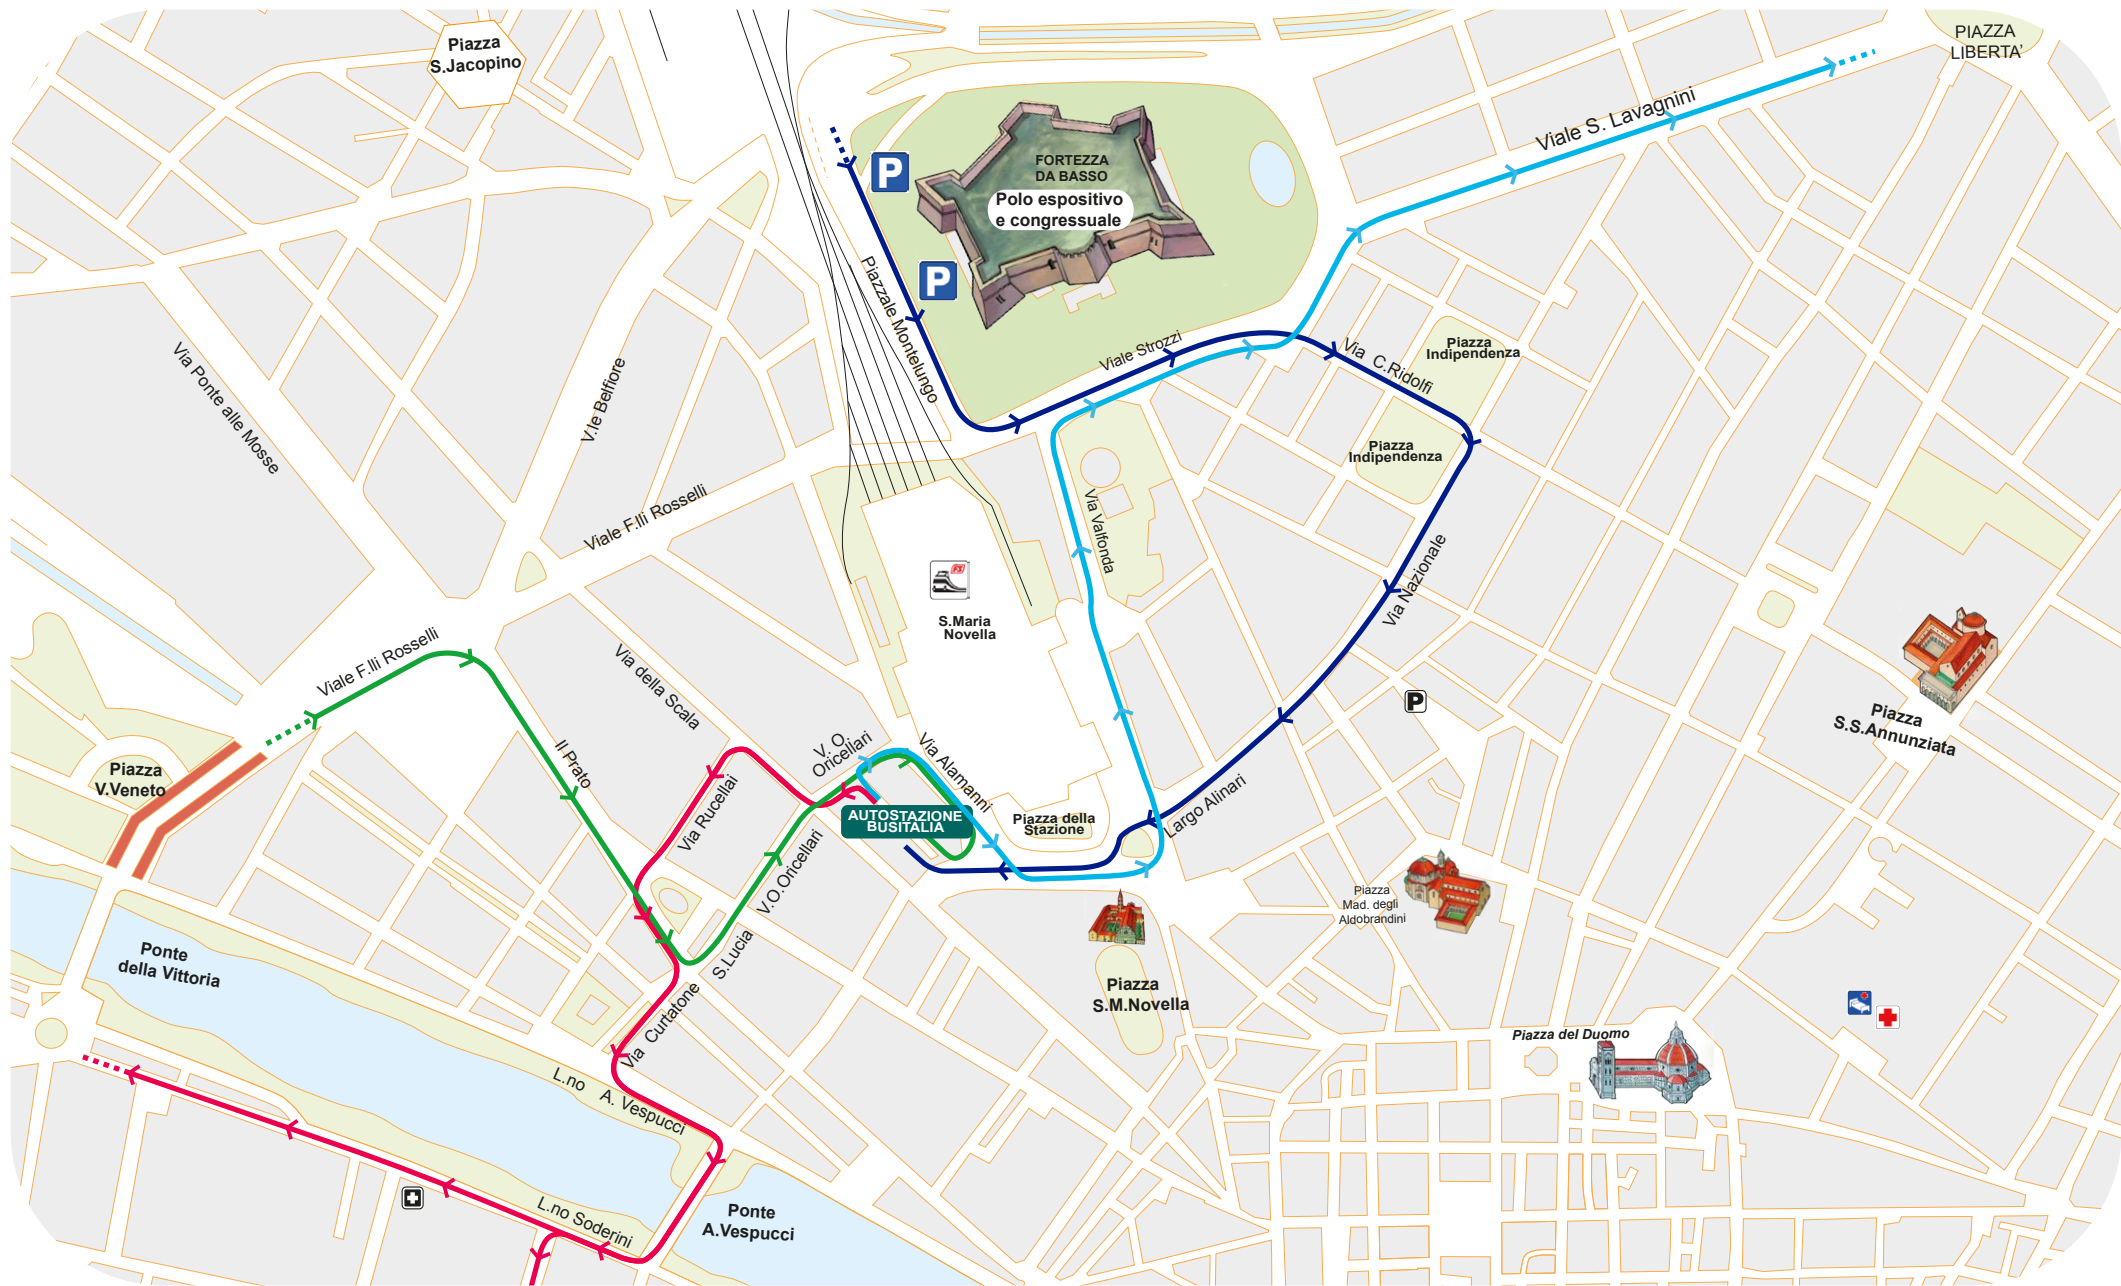 Piazza
S.Jacopino
PIAZZA
LIBERTA'
Viale S. Lavagnini
P
FORTEZZA
DA BASSO
Polo espositivo
e congressuale
P
Piazzale Montelungo
Viale Strozzi
Via C.Ridolfi
Piazza
Indipendenza
Piazza
Indipendenza
Via Ponte alle Mosse
V.le Belfiore
Viale F.lli Rosselli
Via Valfonda
Via Nazionale
FS
S.Maria
Novella
Viale F.lli Rosselli
Via della Scala
P
Piazza
S.S.Annunziata
V. O.
Oricellari
Via Alamanni
Il Prato
Piazza
V.Veneto
Via Rucellai
AUTOSTAZIONE
BUSITALIA
Piazza della
Stazione
Largo Alinari
V.O.Oricellari
Piazza
Mad. degli
Aldobrandini
S.Lucia
Ponte
della Vittoria
Piazza
S.M.Novella
Via Curtatone
Piazza del Duomo
L.no A. Vespucci
L.no Soderini
Ponte
A.Vespucci